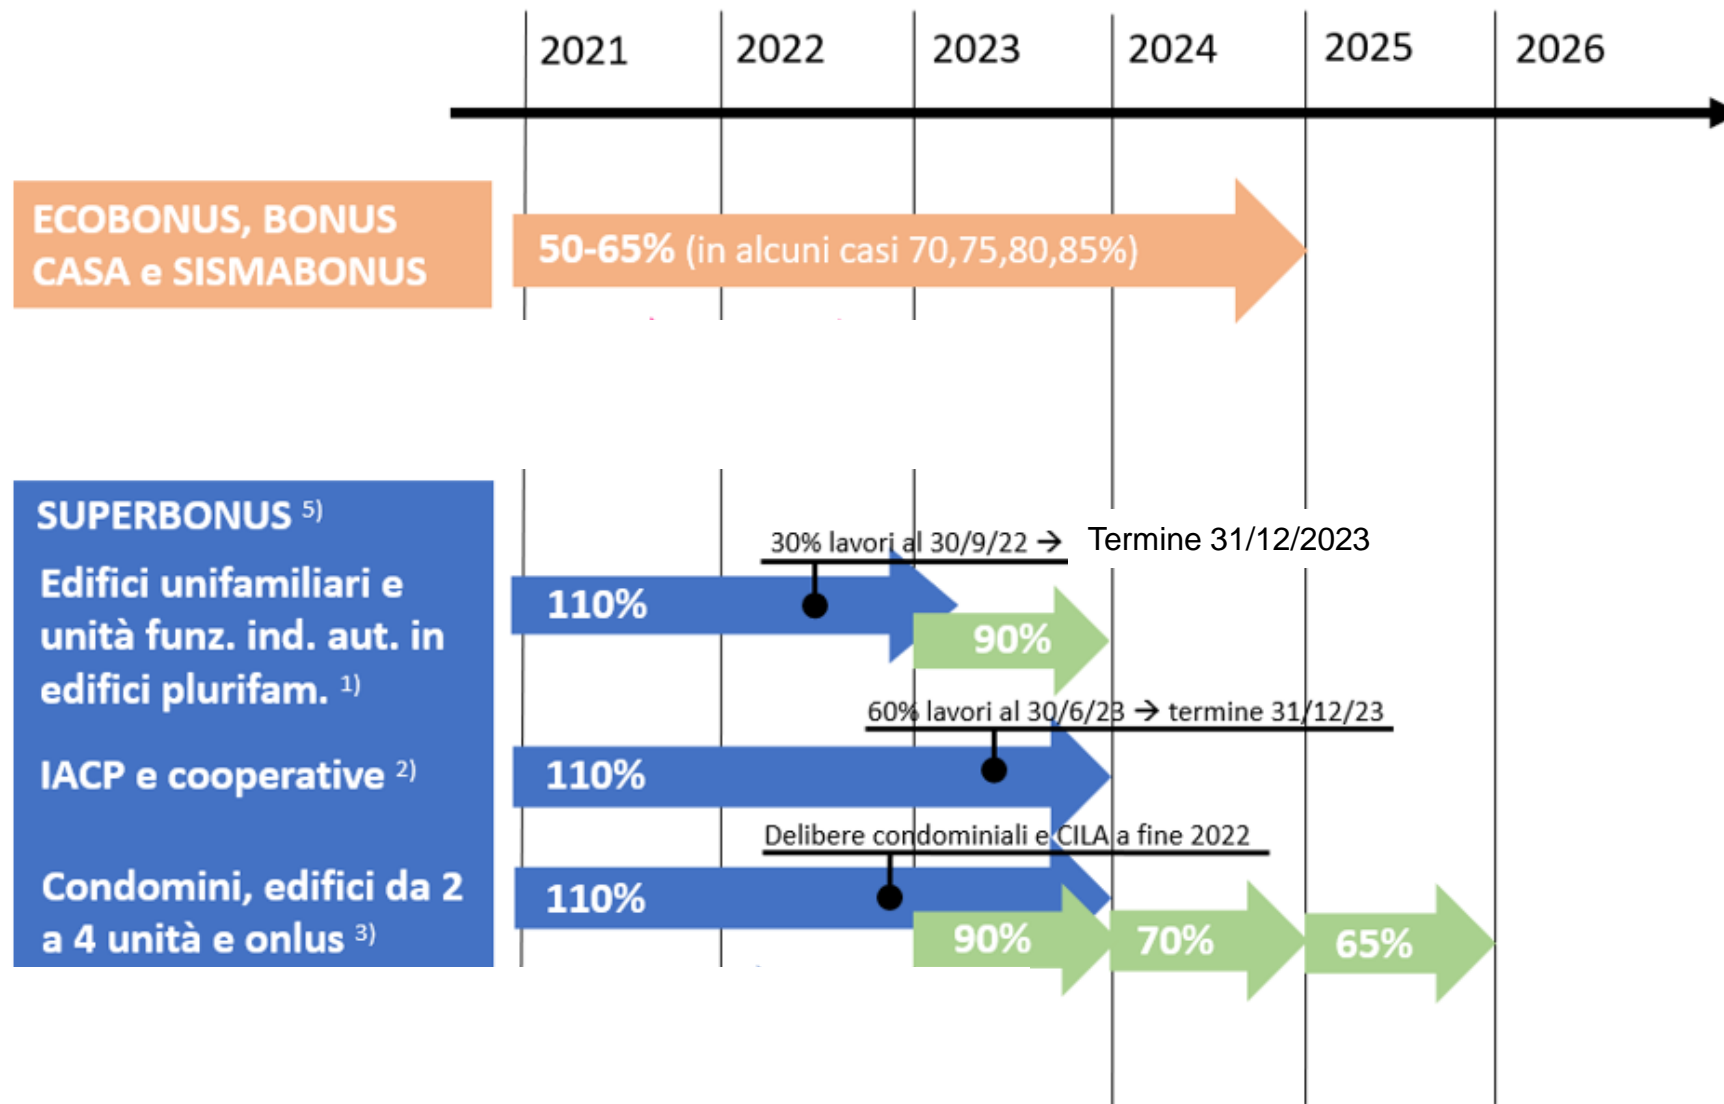 2021 2022 2023 2024 2025 2026
ECOBONUS, BONUS
CASA e SISMABONUS
50-65% (in alcuni casi 70,75,80,85%)
SUPERBONUS 5)
30% lavori al 30/9/22 → Termine 31/12/2023
Edifici unifamiliari e
unità funz. ind. aut. in
edifici plurifam. 1)
110%
90%
60% lavori al 30/6/23 → termine 31/12/23
IACP e cooperative 2)
110%
Delibere condominiali e CILA a fine 2022
Condomini, edifici da 2
a 4 unità e onlus 3)
110%
90% 70% 65%